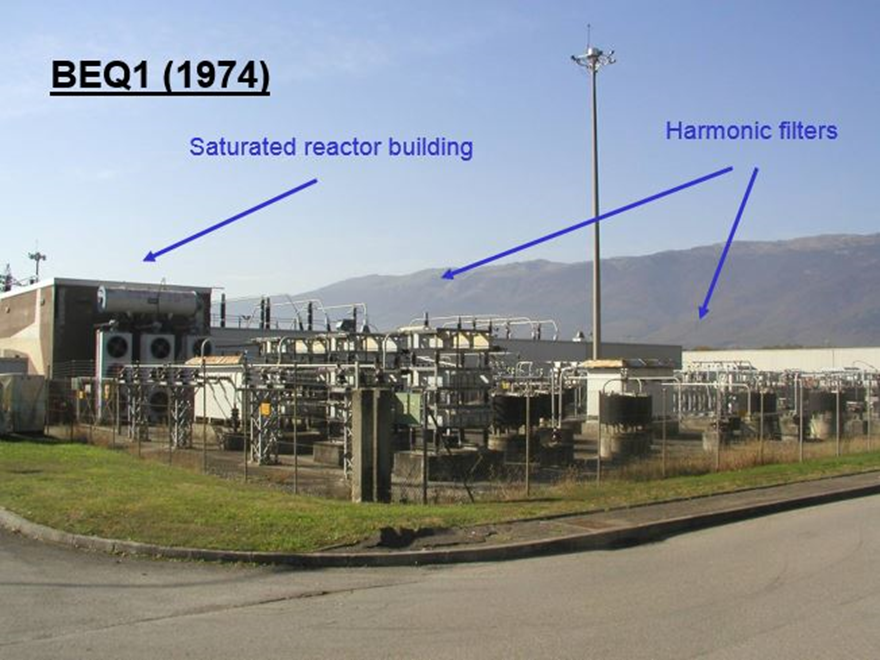 BEQ1 (1974)
Saturated reactor building
Harmonic filters